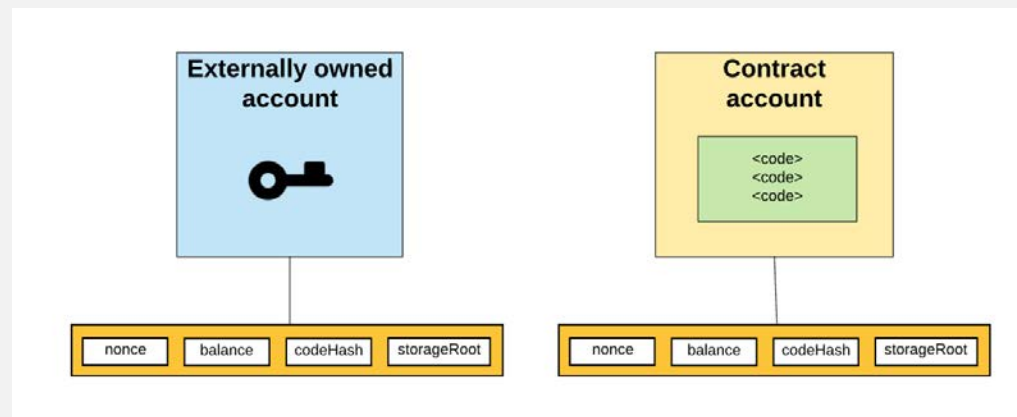 Externally owned
account
Contract
account
<code>
<code>
<code>
nonce
balance
codeHash
storageRoot
nonce
balance
codeHash
storageRoot